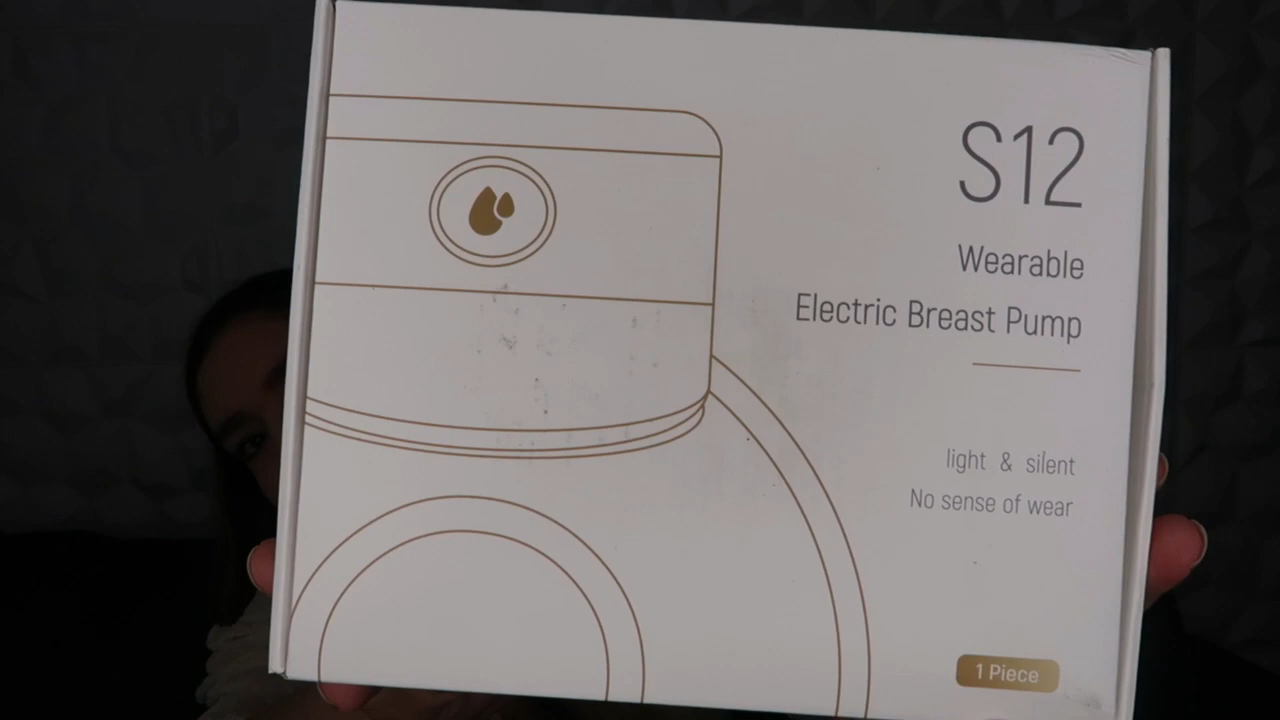 S12
Wearable
Electric Breast Pump
light & silent
No sense of wear
1 Piece